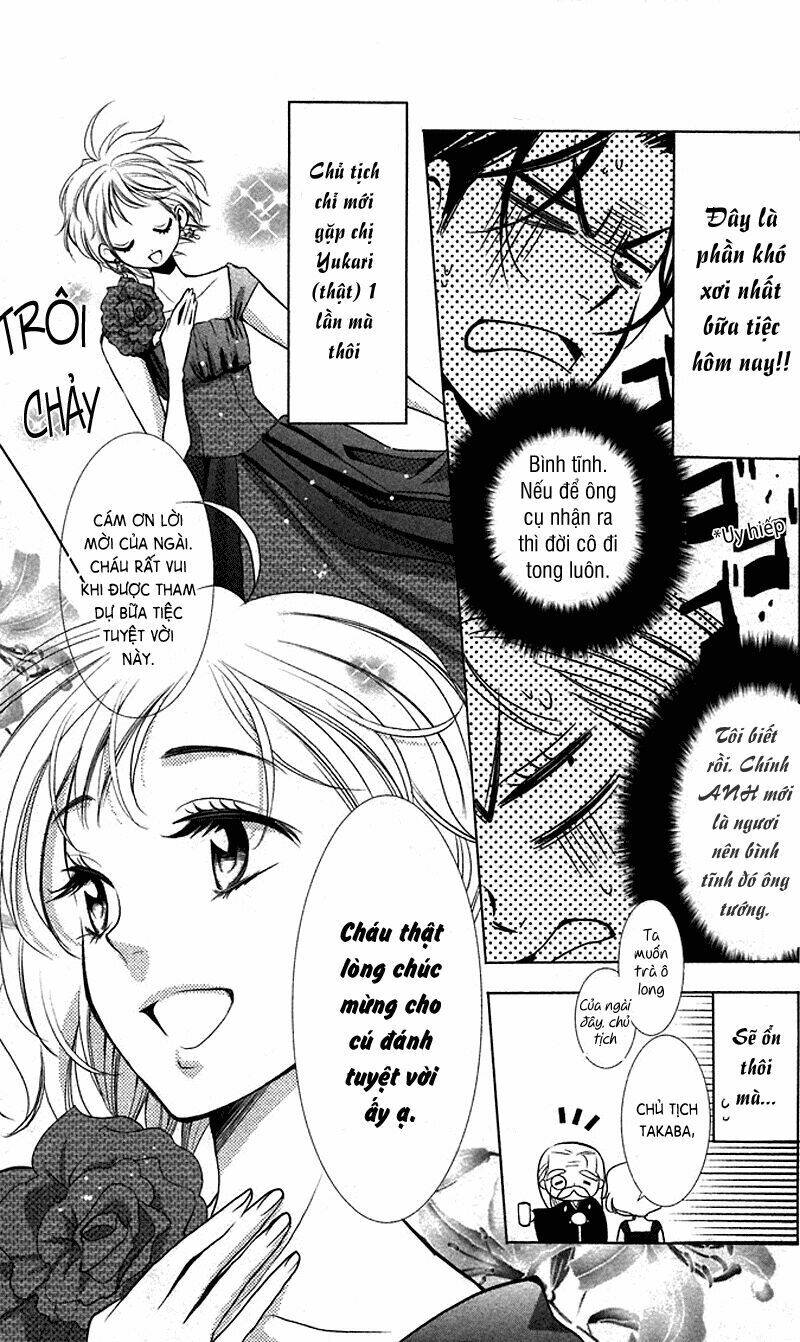 Đây là
phần khó
xơi nhất
bữa tiệc
hôm nay!!
*Uy hiếp
Bình tĩnh.
Nếu để ông
cụ nhận ra
thì đời cô đi
tong luôn.
Tôi biết
rồi. Chính
ANH mới
là ngươi
nên bình
tĩnh đó ông
tướng.
Sẽ ổn
thôi
mà...
Ta
muốn
trà ô
long
Của ngài
đây, chủ
tịch
CHỦ TỊCH
TAKABA,
Chủ tịch
chỉ mới
gặp chị
Yukari
(thật) 1
lần mà
thôi
TRÔI
CHẢY
CÁM ƠN LỜI
MỜI CỦA NGÀI.
CHÁU RẤT VUI
KHI ĐƯỢC THAM
DỰ BỮA TIỆC
TUYỆT VỜI
NÀY.
Cháu thật
lòng chúc
mừng cho
cú đánh
tuyệt vời
ấy ạ.